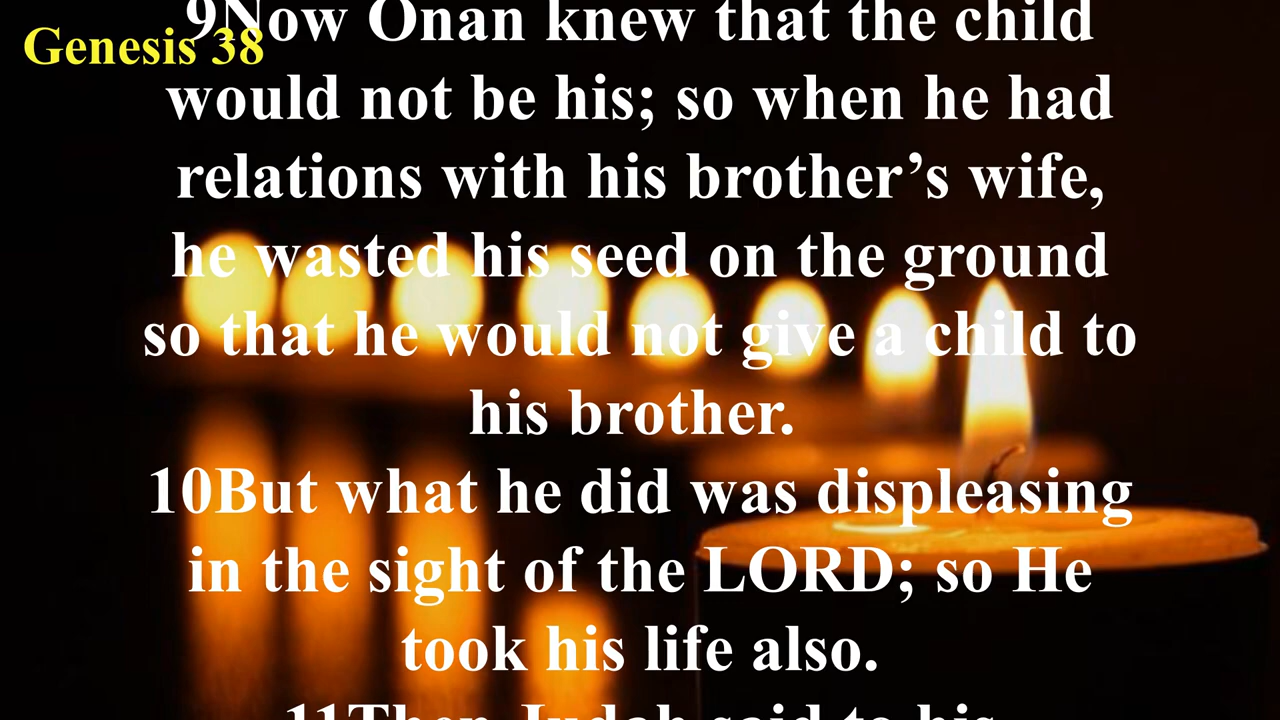 Genesis 38
9Now Onan knew that the child
would not be his; so when he had
relations with his brother’s wife,
he wasted his seed on the ground
so that he would not give a child to
his brother.
10But what he did was displeasing
in the sight of the LORD; so He
took his life also.
11Then Judah said to his